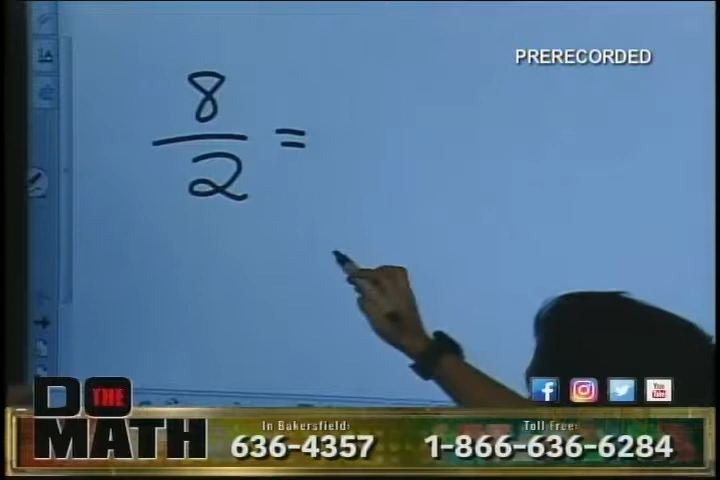 PRERECORDED
8
2 =
DO THE
MATH
In Bakersfield:
636-4357
Toll Free:
1-866-636-6284